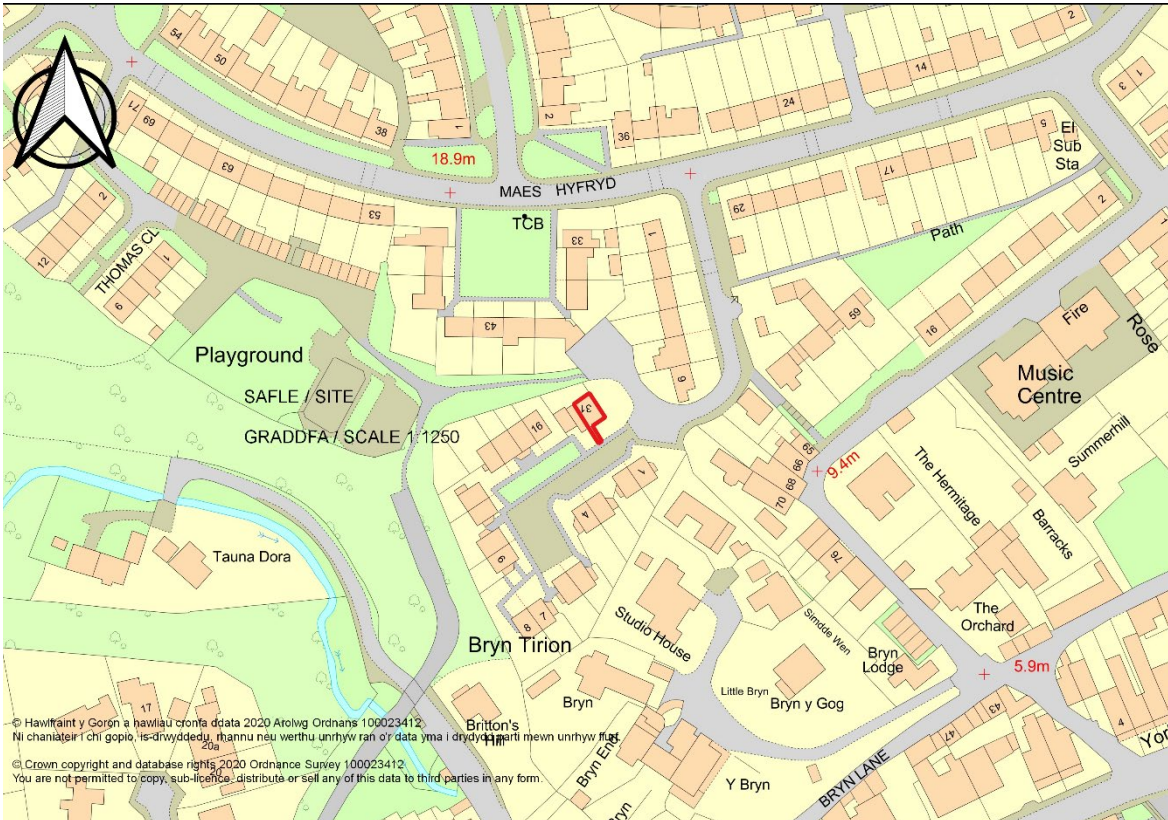 54
50
2
14
1
3
71
69
38
1
2
24
36
5
El
Sub
Sta
63
18.9m
MAES HYFRYD
17
53
TCB
29
2
2
THOMAS CL
1
12
6
33
1
Path
43
59
16
Fire
Rose
Playground
Music
Centre
SAFLE / SITE
9
31
GRADDFA / SCALE 1:1250
16
65
66
68
70
9.4m
Summerhill
The Hermitage
Barracks
1
4
76
Tauna Dora
9
8
7
Studio House
Simdde Wen
The
Orchard
Bryn Tirion
Bryn
Lodge
5.9m
Bryn
Little Bryn
Bryn y Gog
17
20a
20
43
47
4
Yor
Britton's
Hill
© Hawlfraint y Goron a hawliau cronfa ddata 2020 Arolwg Ordnans 100023412
Ni chaniateir i chi gopio, is-drwyddedu, rhannu neu werthu unrhyw ran o'r data yma i drydydd parti mewn unrhyw ffurf.
© Crown copyright and database rights 2020 Ordnance Survey 100023412
You are not permitted to copy, sub-licence, distribute or sell any of this data to third parties in any form.
Bryn End
Y Bryn
BRYN LANE
Bryn